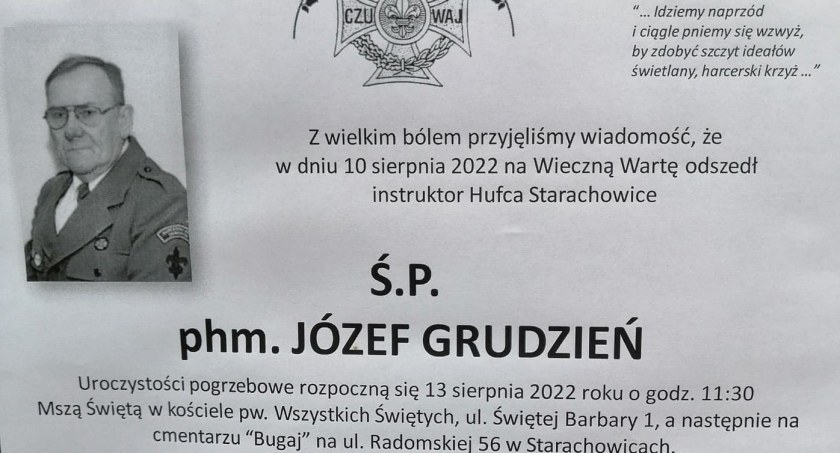 CZU WAJ
"... Idziemy naprzód
i ciągle pniemy się wzwyż,
by zdobyć szczyt ideałów
świetlany, harcerski krzyż ..."
Z wielkim bólem przyjęliśmy wiadomość, że
w dniu 10 sierpnia 2022 na Wieczną Wartę odszedł
instruktor Hufca Starachowice
Ś.P.
phm. JÓZEF GRUDZIEŃ
Uroczystości pogrzebowe rozpoczną się 13 sierpnia 2022 roku o godz. 11:30
Mszą Świętą w kościele pw. Wszystkich Świętych, ul. Świętej Barbary 1, a następnie na
cmentarzu "Bugaj" na ul. Radomskiej 56 w Starachowicach.